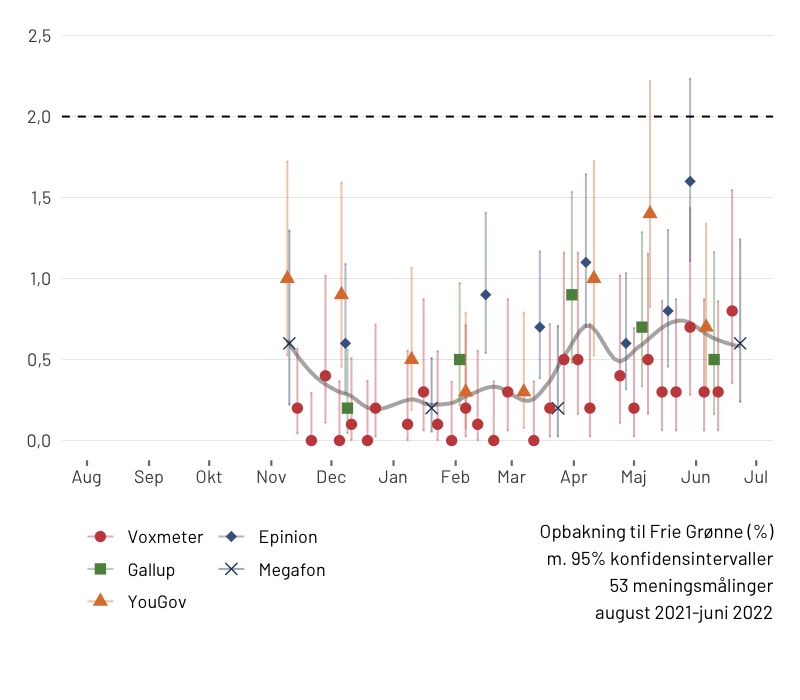 2,5
2,0
1,5
1,0
0,5
0,0
Aug Sep Okt Nov Dec Jan Feb Mar Apr Maj Jun Jul
Voxmeter Epinion
Gallup Megafon
YouGov
Opbakning til Frie Grønne (%)
m. 95% konfidensintervaller
53 meningsmålinger
august 2021-juni 2022